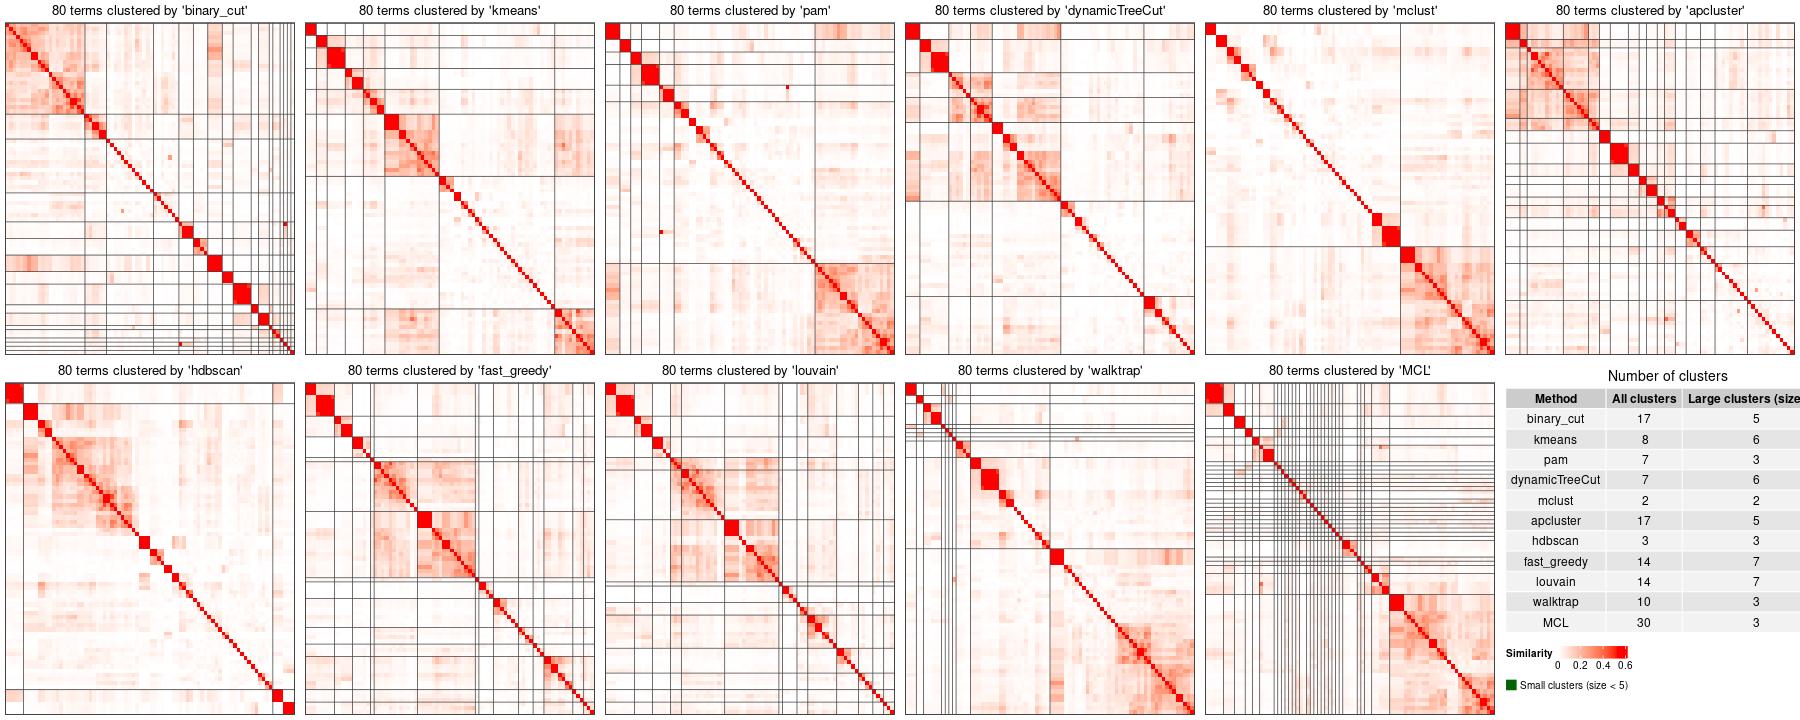 80 terms clustered by 'binary_cut'
80 terms clustered by 'kmeans'
80 terms clustered by 'pam'
80 terms clustered by 'dynamicTreeCut'
80 terms clustered by 'mclust'
80 terms clustered by 'apcluster'
80 terms clustered by 'hdbscan'
80 terms clustered by 'fast_greedy'
80 terms clustered by 'louvain'
80 terms clustered by 'walktrap'
80 terms clustered by 'MCL'
Number of clusters
Method All clusters Large clusters (size
binary_cut 17 5
kmeans 8 6
pam 7 3
dynamicTreeCut 7 6
mclust 2 2
apcluster 17 5
hdbscan 3 3
fast_greedy 14 7
louvain 14 7
walktrap 10 3
MCL 30 3
Similarity
0 0.2 0.4 0.6
Small clusters (size < 5)